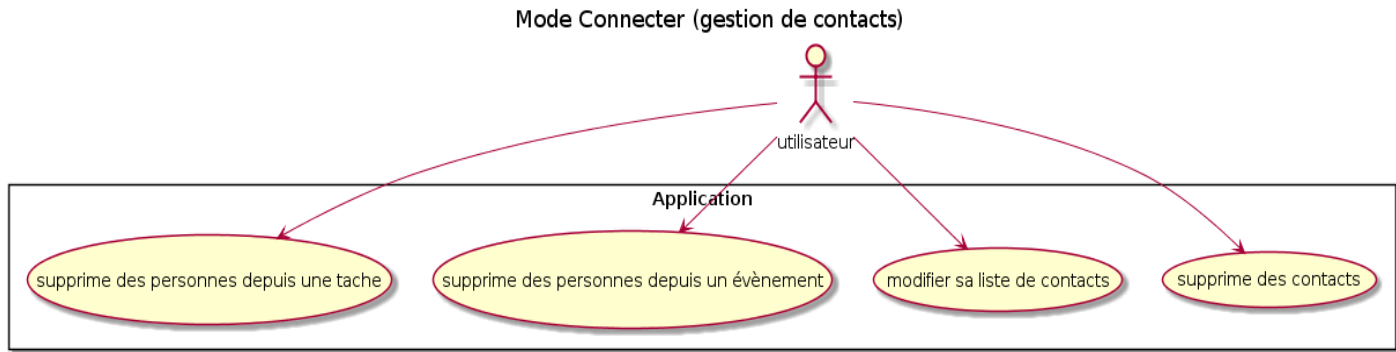 Mode Connecter (gestion de contacts)
utilisateur
Application
supprime des personnes depuis une tache
supprime des personnes depuis un évènement
modifier sa liste de contacts
supprime des contacts